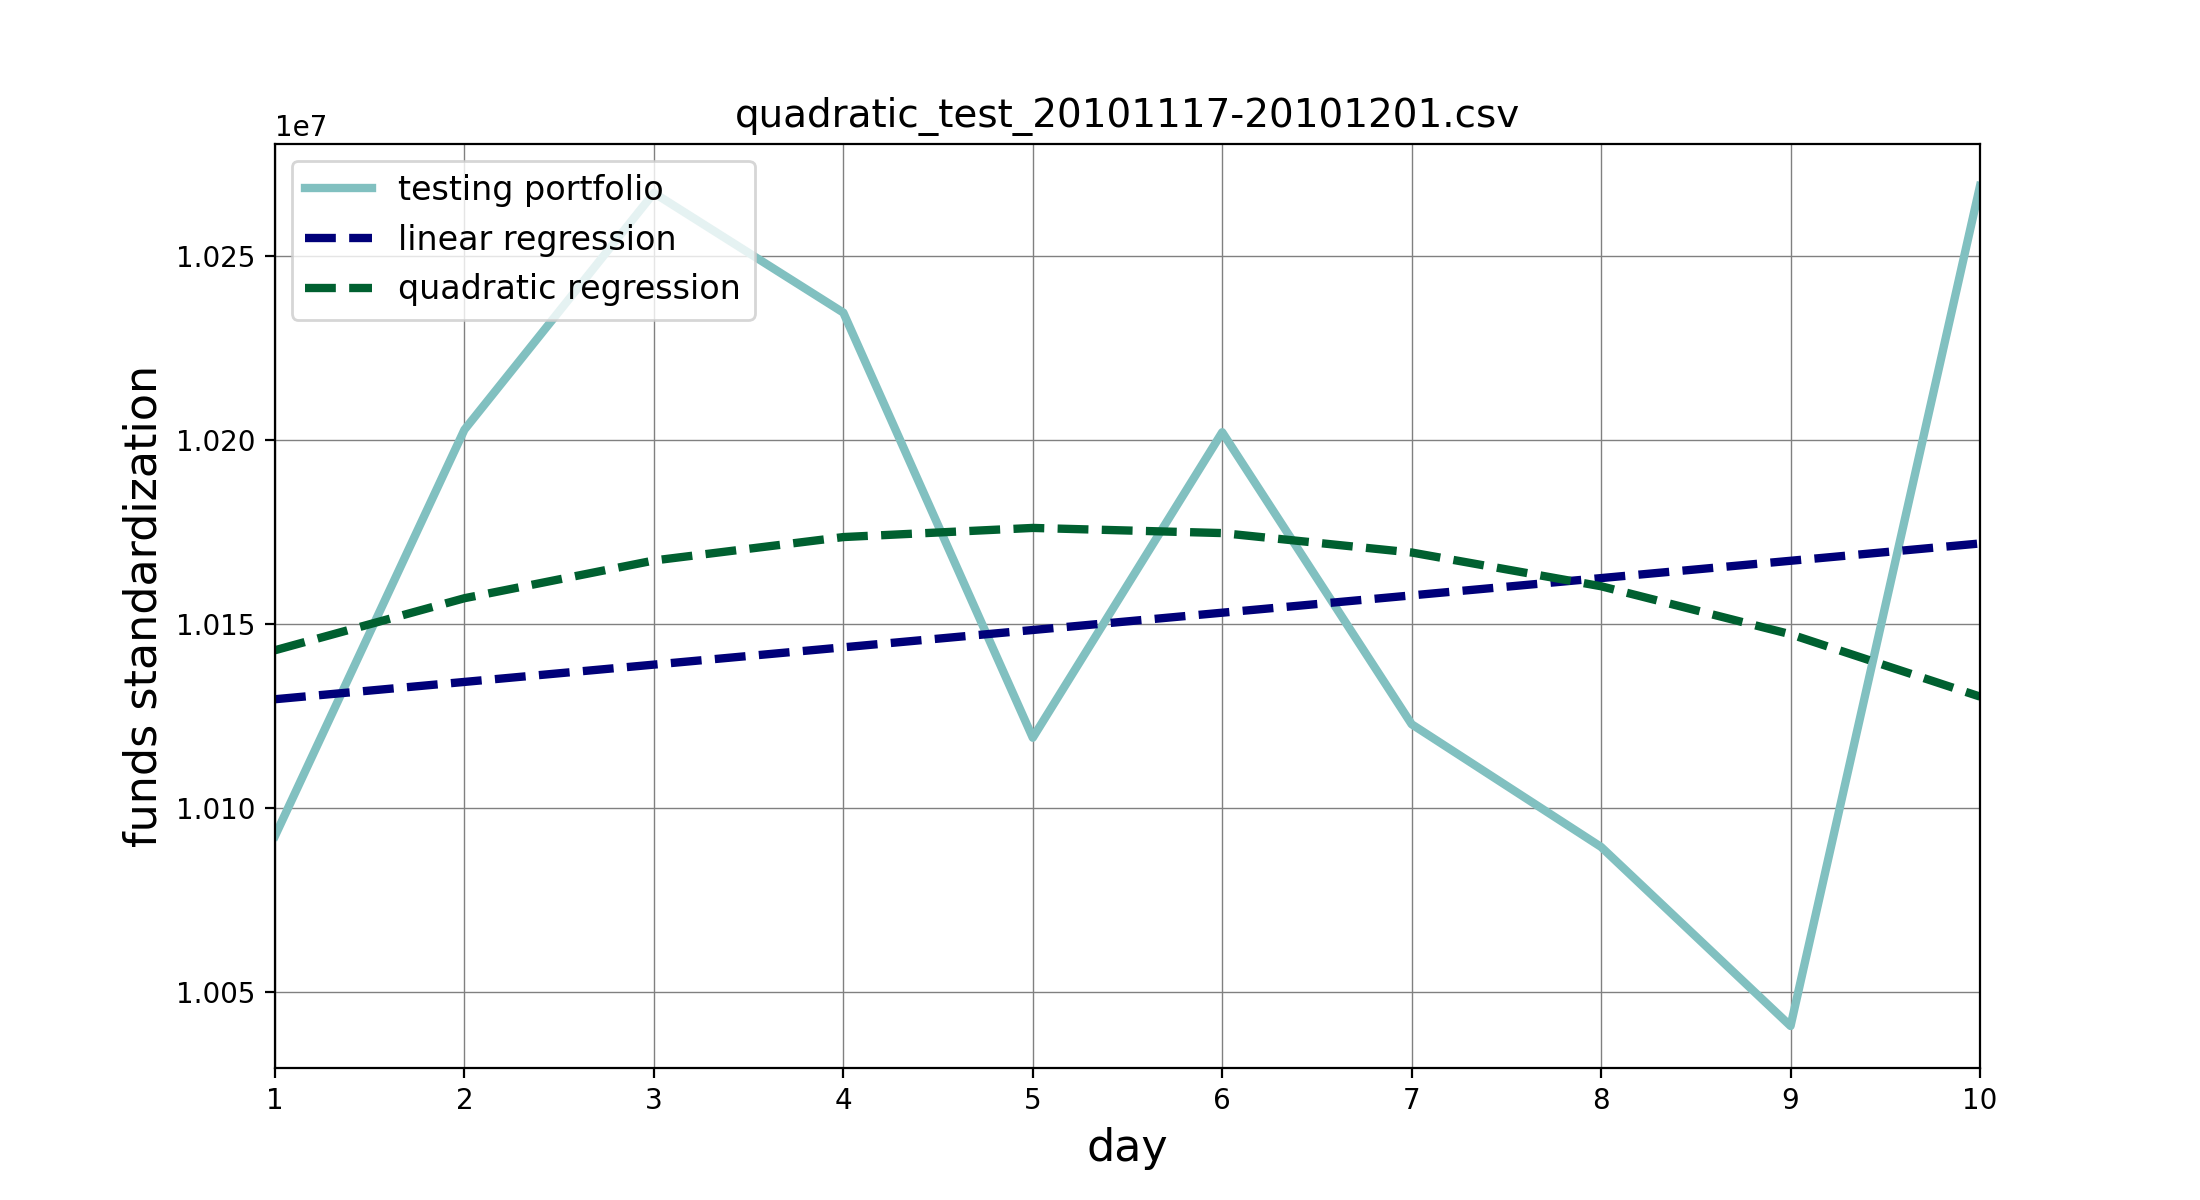 quadratic_test_20101117-20101201.csv
1e7
testing portfolio
linear regression
quadratic regression
funds standardization
1.025
1.020
1.015
1.010
1.005
1 2 3 4 5 6 7 8 9 10
day